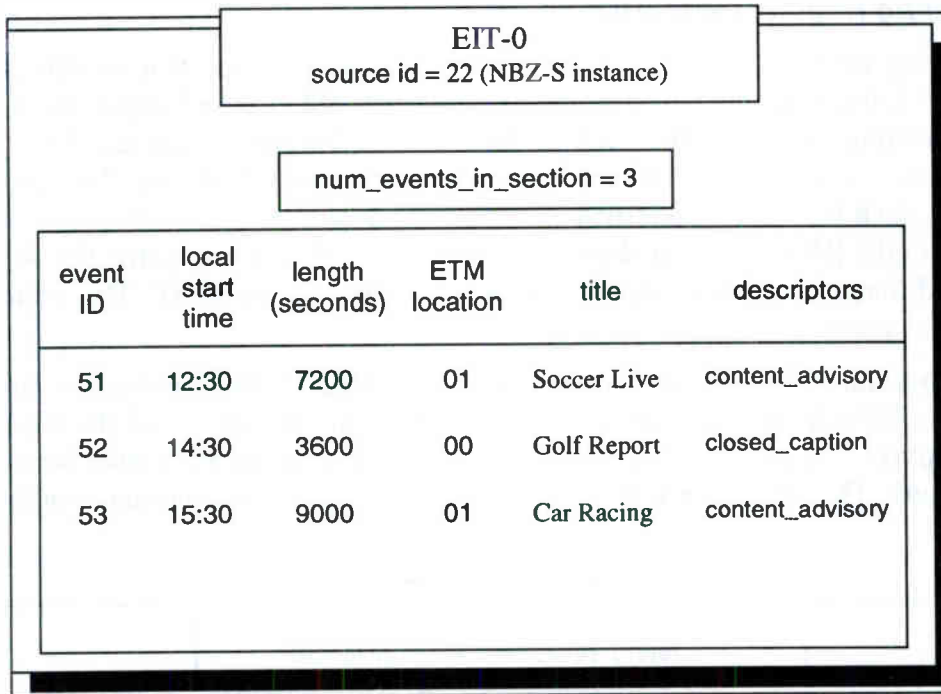 EIT-0
source id = 22 (NBZ-S instance)
num_events_in_section = 3
event ID local start time length (seconds) ETM location title descriptors
51 12:30 7200 01 Soccer Live content_advisory
52 14:30 3600 00 Golf Report closed_caption
53 15:30 9000 01 Car Racing content_advisory